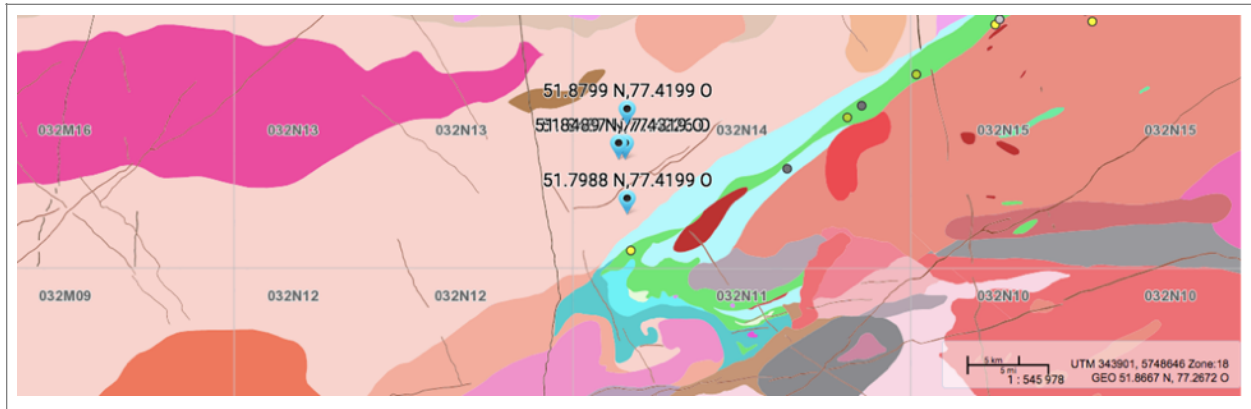 51.8799 N,77.4199 O
032M16
032N13
032N13
032N14
032N15
032N15
51.7988 N,77.4199 O
032M09
032N12
032N12
032N11
032N10
032N10
5 km
5 mi
1 : 545 978
UTM 343901, 5748646 Zone:18
GEO 51.8667 N, 77.2672 O